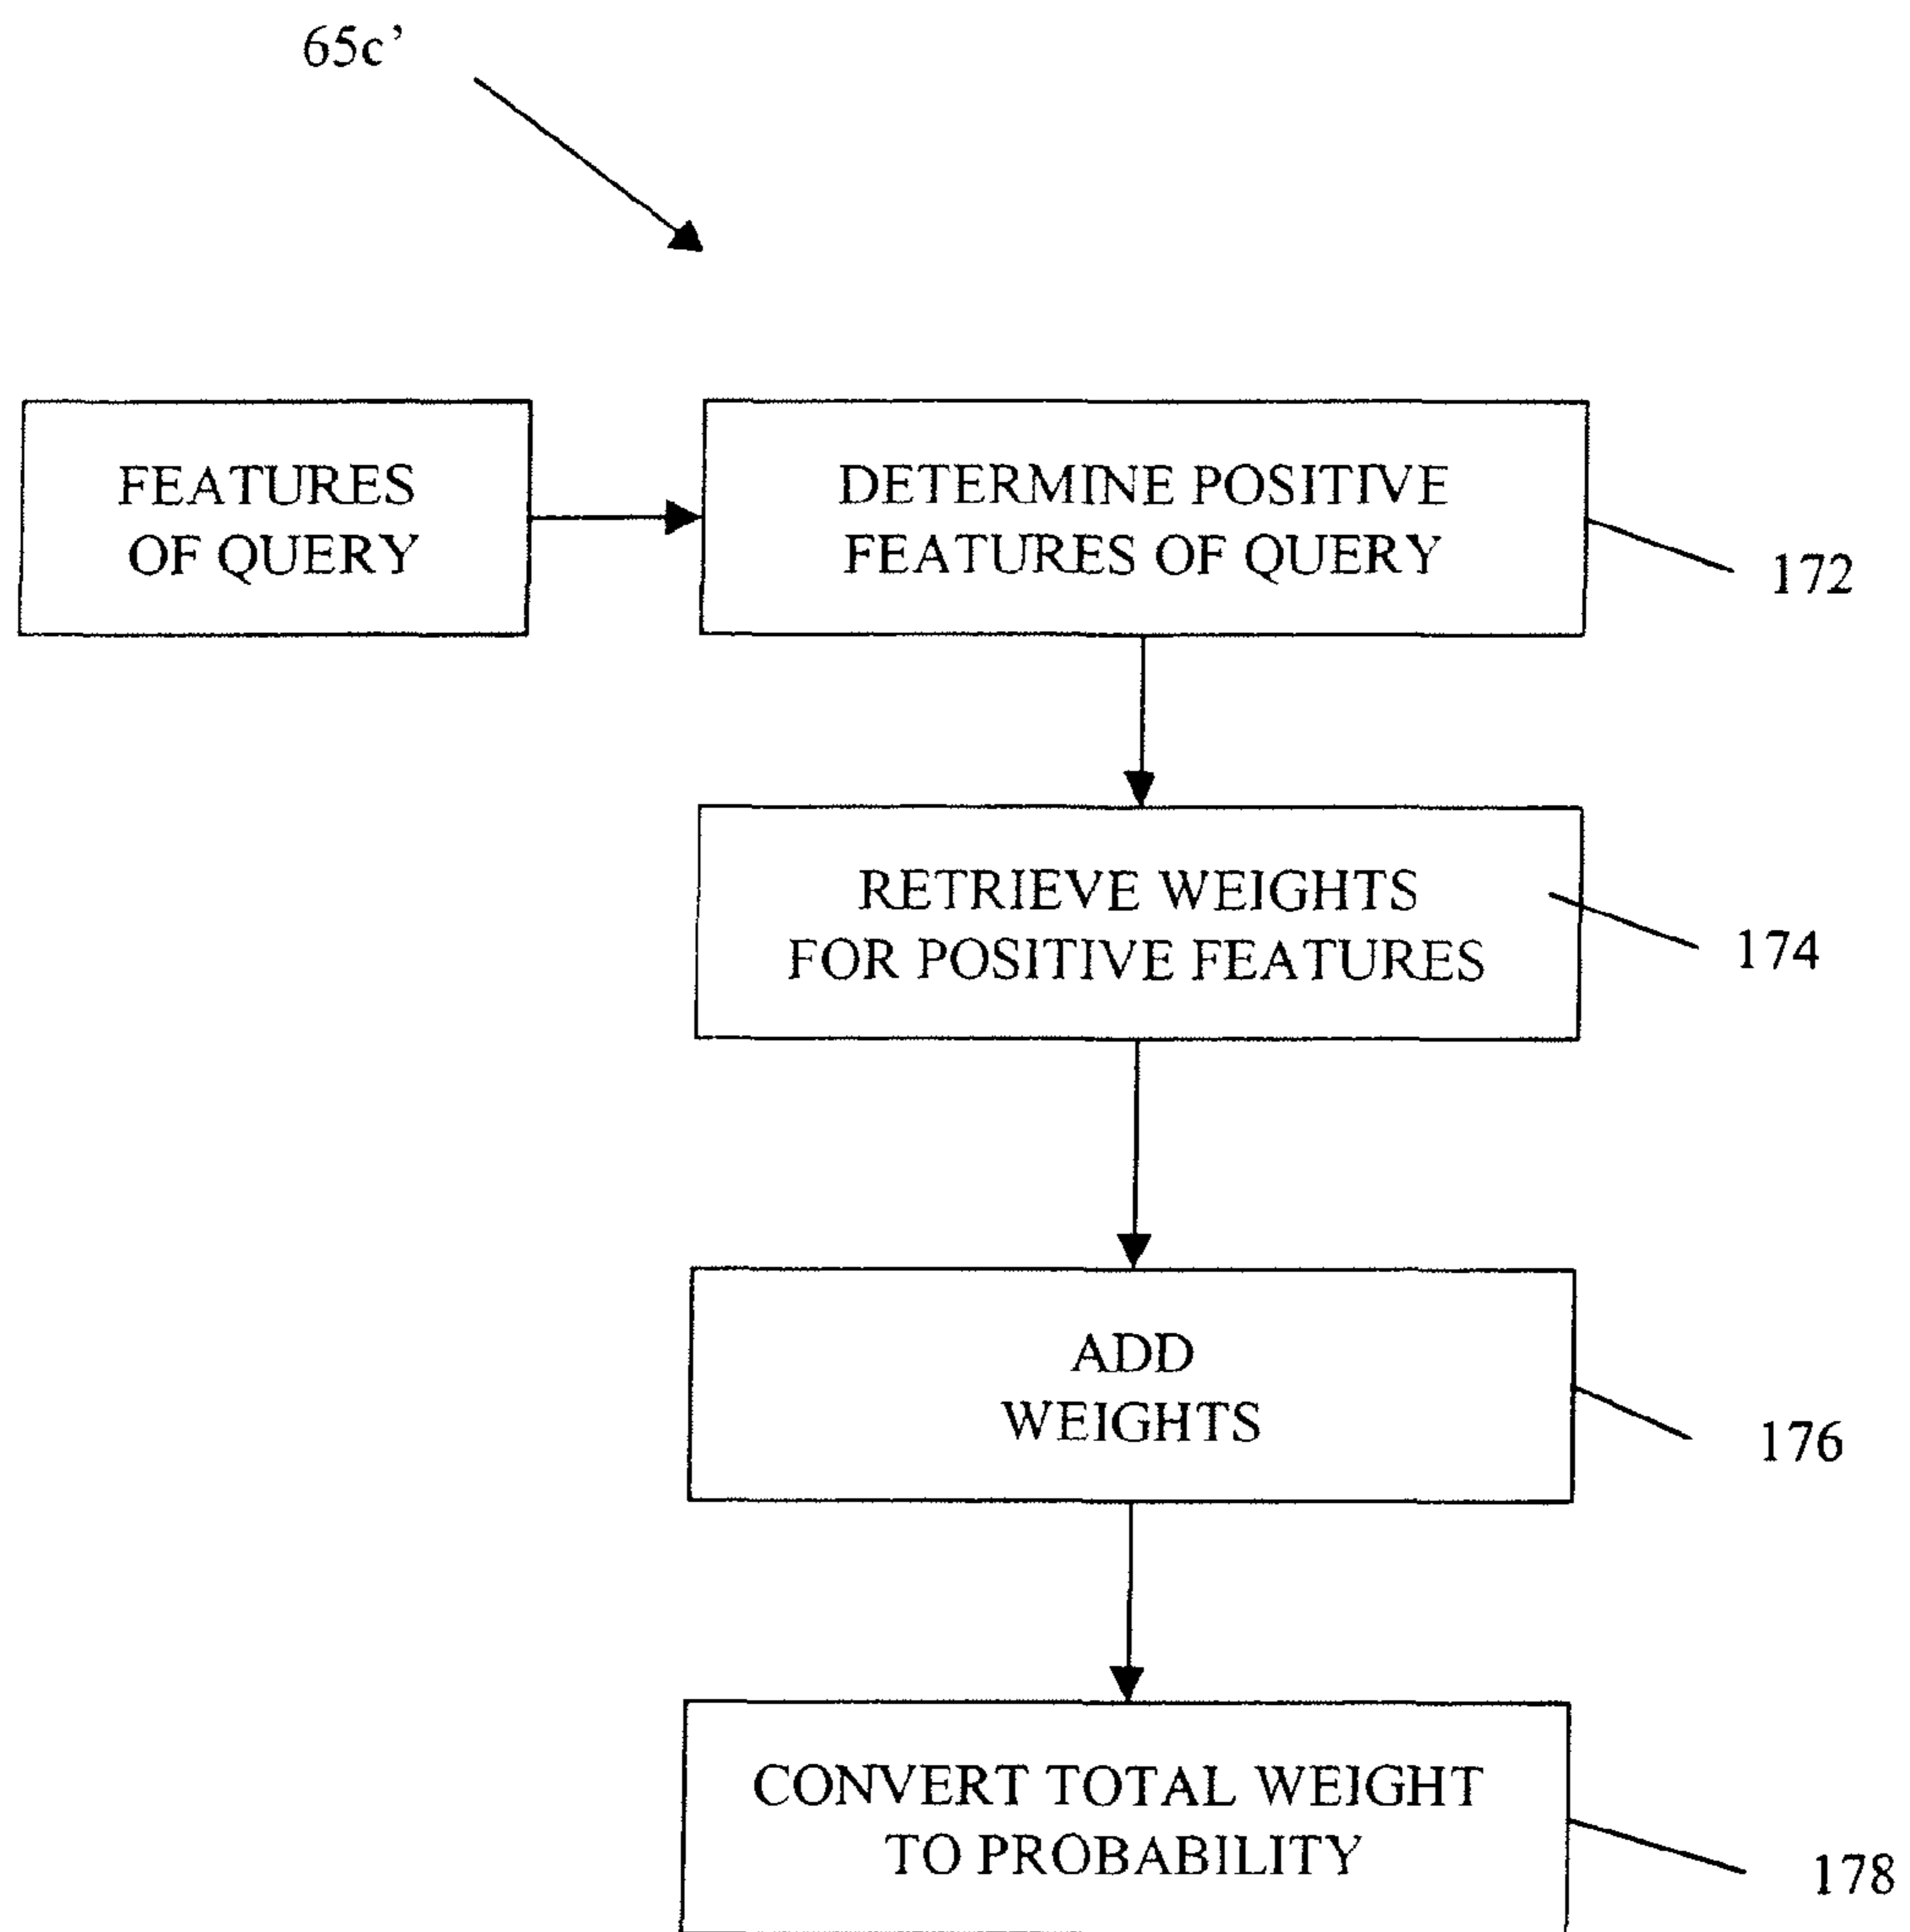 65c’
FEATURES
OF QUERY
DETERMINE POSITIVE
FEATURES OF QUERY
172
RETRIEVE WEIGHTS
FOR POSITIVE FEATURES
174
ADD
WEIGHTS
176
CONVERT TOTAL WEIGHT
TO PROBABILITY
178